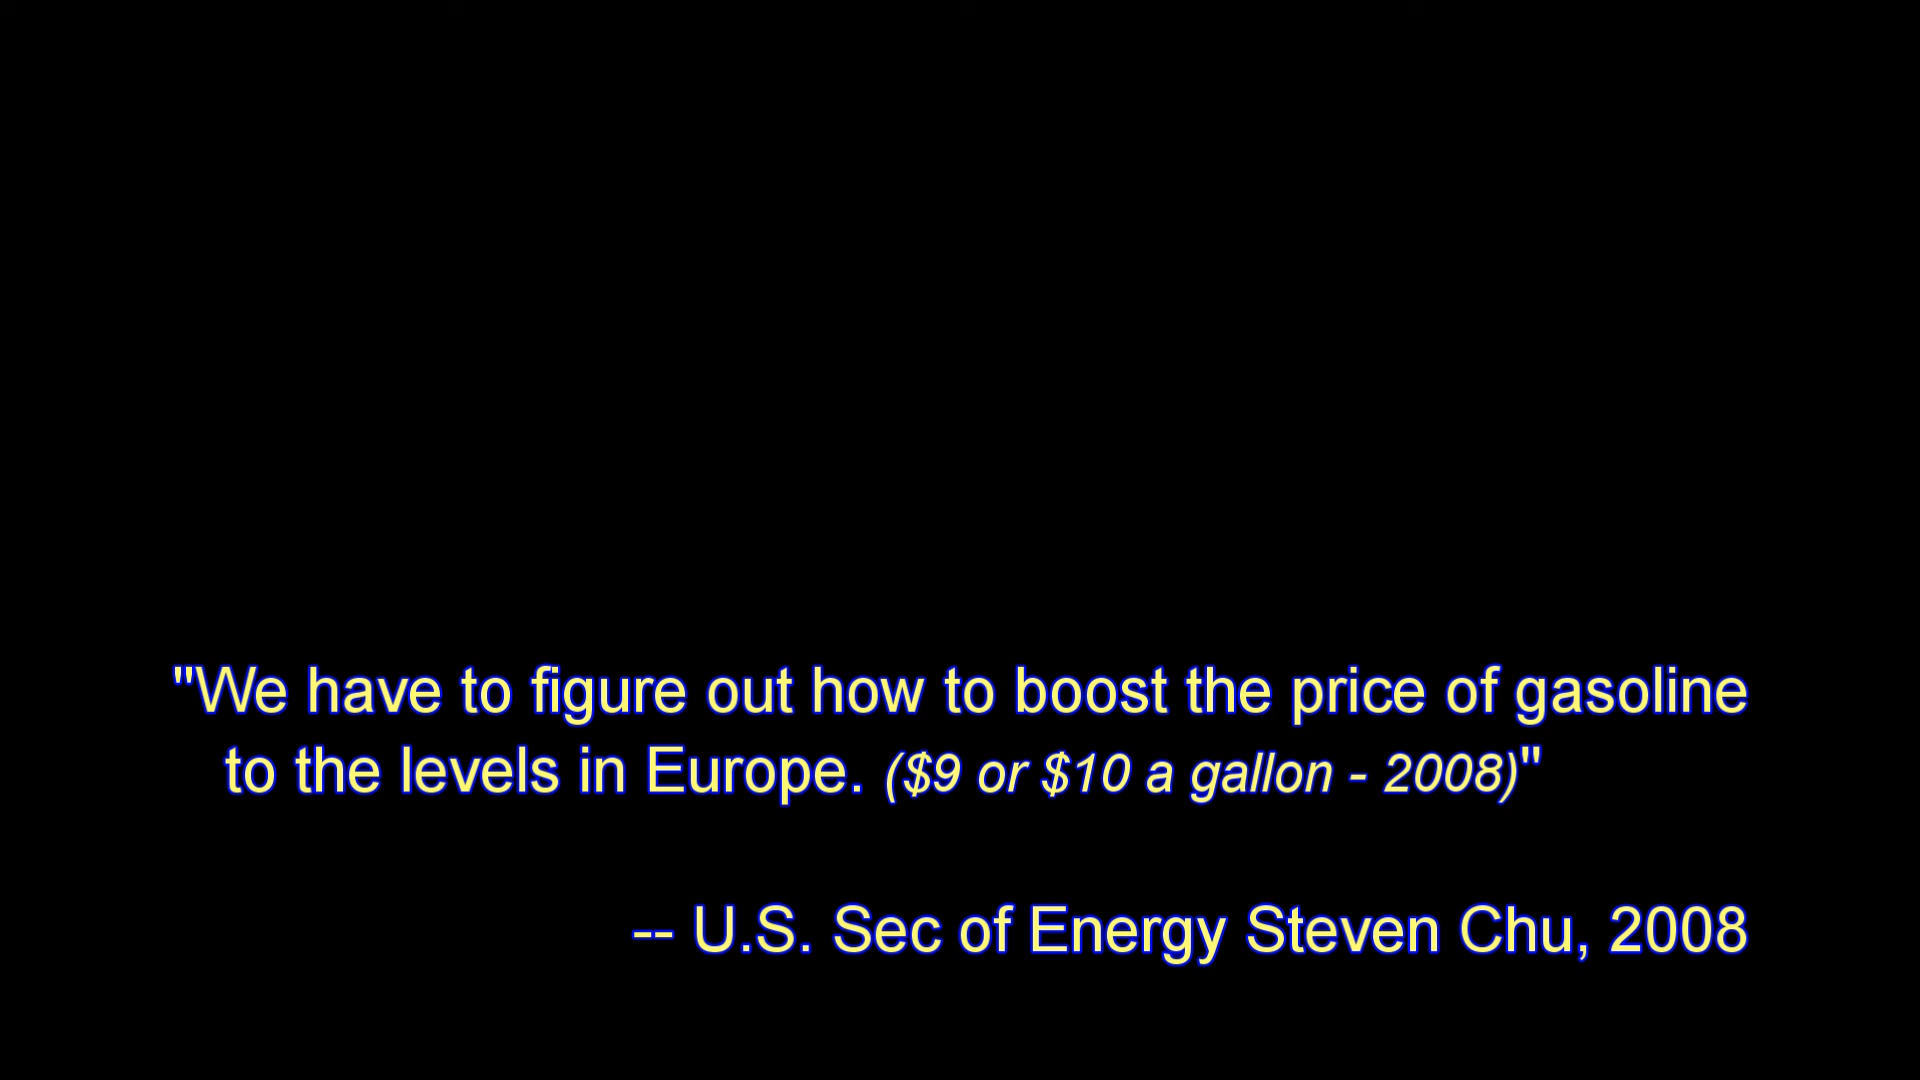 "We have to figure out how to boost the price of gasoline
to the levels in Europe. ($9 or $10 a gallon - 2008)"
-- U.S. Sec of Energy Steven Chu, 2008